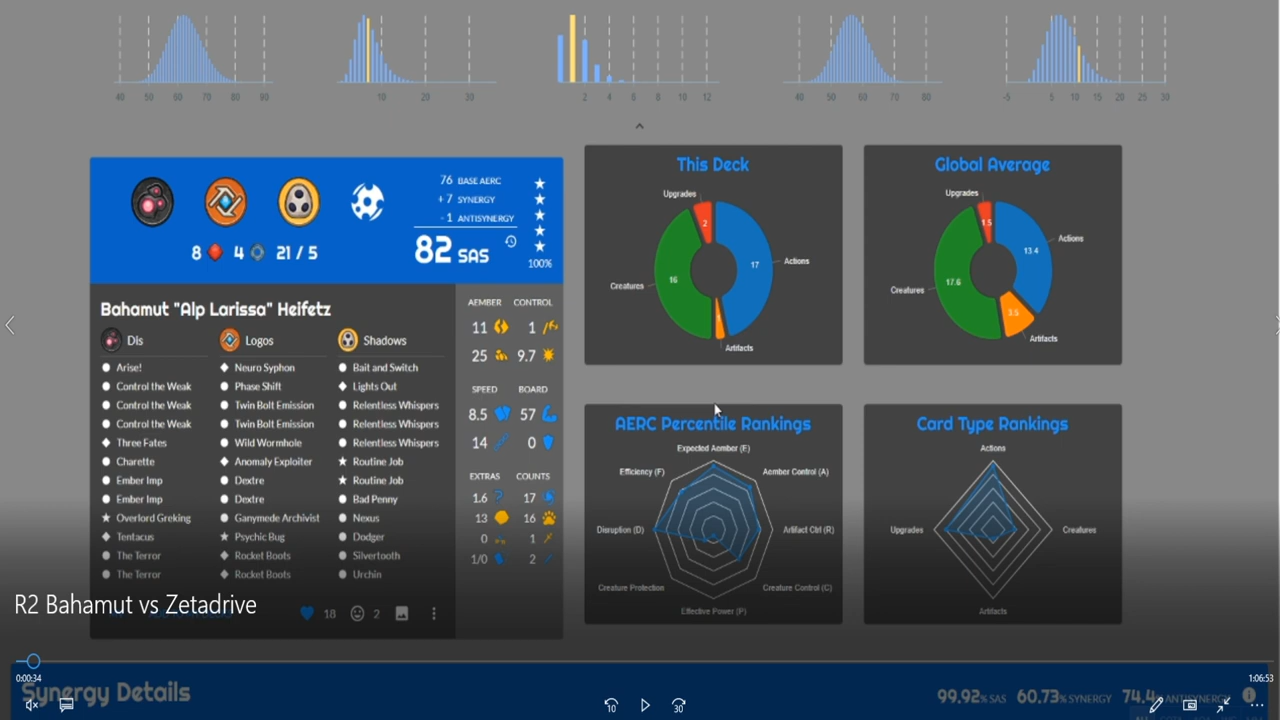 40 50 60 70 80 90
10 20 30
2 4 6 8 10 12
40 50 60 70 80
-5 5 10 15 20 25 30
76 BASE AERC
+ 7 SYNERGY
- 1 ANTISYNERGY
82 SAS
100%
8 4 21 / 5
Bahamut "Alp Larissa" Heifetz
Dis
Arise!
Control the Weak
Control the Weak
Control the Weak
Three Fates
Charette
Ember Imp
Ember Imp
Overlord Greking
Tentacus
The Terror
The Terror
Logos
Neuro Syphon
Phase Shift
Twin Bolt Emission
Twin Bolt Emission
Wild Wormhole
Anomaly Exploiter
Dextre
Dextre
Ganymede Archivist
Psychic Bug
Rocket Boots
Rocket Boots
Shadows
Bait and Switch
Lights Out
Relentless Whispers
Relentless Whispers
Relentless Whispers
Routine Job
Routine Job
Bad Penny
Nexus
Dodger
Silvertooth
Urchin
AEMBER CONTROL
11 1
25 9.7
SPEED BOARD
8.5 57
14 0
EXTRAS COUNTS
1.6 17
13 16
0 1
1/0 2
18 2
This Deck
Upgrades
2
17
Actions
Creatures
16
Artifacts
Global Average
Upgrades
1.5
13.4
Actions
Creatures
17.6
3.5
Artifacts
AERC Percentile Rankings
Expected Aember (E)
Efficiency (F)
Aember Control (A)
Disruption (D)
Artifact Ctrl (R)
Creature Protection
Creature Control (C)
Effective Power (P)
Card Type Rankings
Actions
Upgrades
Creatures
Artifacts
R2 Bahamut vs Zetadrive
0:00:34
1:06:53
Synergy Details
99.92% SAS 60.73% SYNERGY 74.4% ANTISYNERGY
10
30